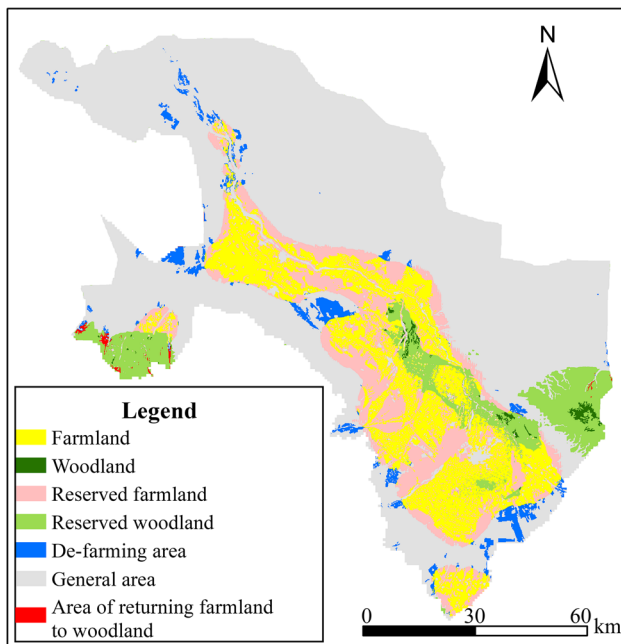 N
Legend
Farmland
Woodland
Reserved farmland
Reserved woodland
De-farming area
General area
Area of returning farmland
to woodland
0 30 60
km